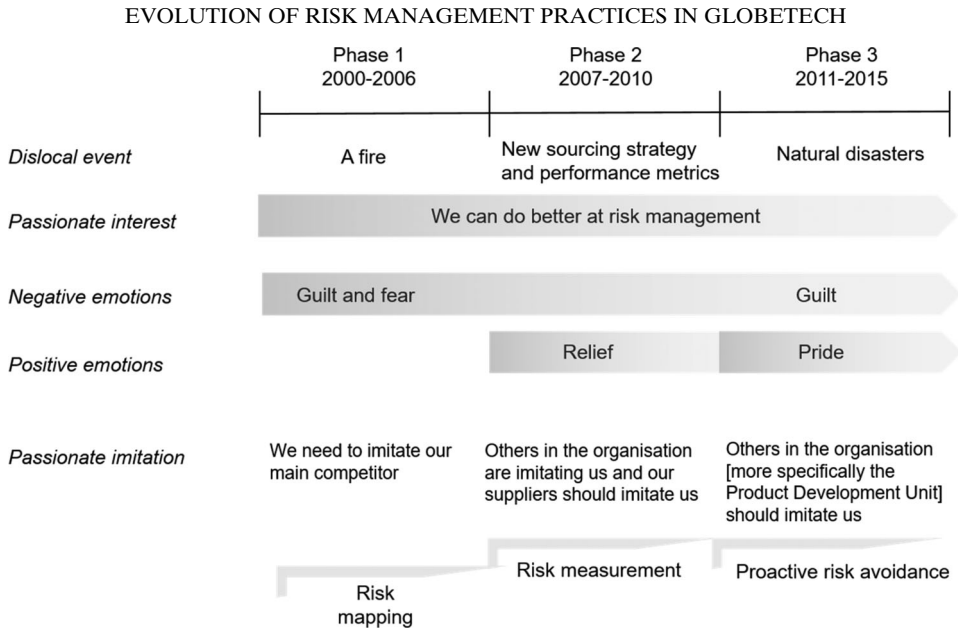 EVOLUTION OF RISK MANAGEMENT PRACTICES IN GLOBETECH
Phase 1
2000-2006
Phase 2
2007-2010
Phase 3
2011-2015
Dislocal event
A fire
New sourcing strategy
and performance metrics
Natural disasters
Passionate interest
We can do better at risk management
Negative emotions
Guilt and fear
Guilt
Positive emotions
Relief
Pride
Passionate imitation
We need to imitate our
main competitor
Others in the organisation
are imitating us and our
suppliers should imitate us
Others in the organisation
[more specifically the
Product Development Unit]
should imitate us
Risk
mapping
Risk measurement
Proactive risk avoidance